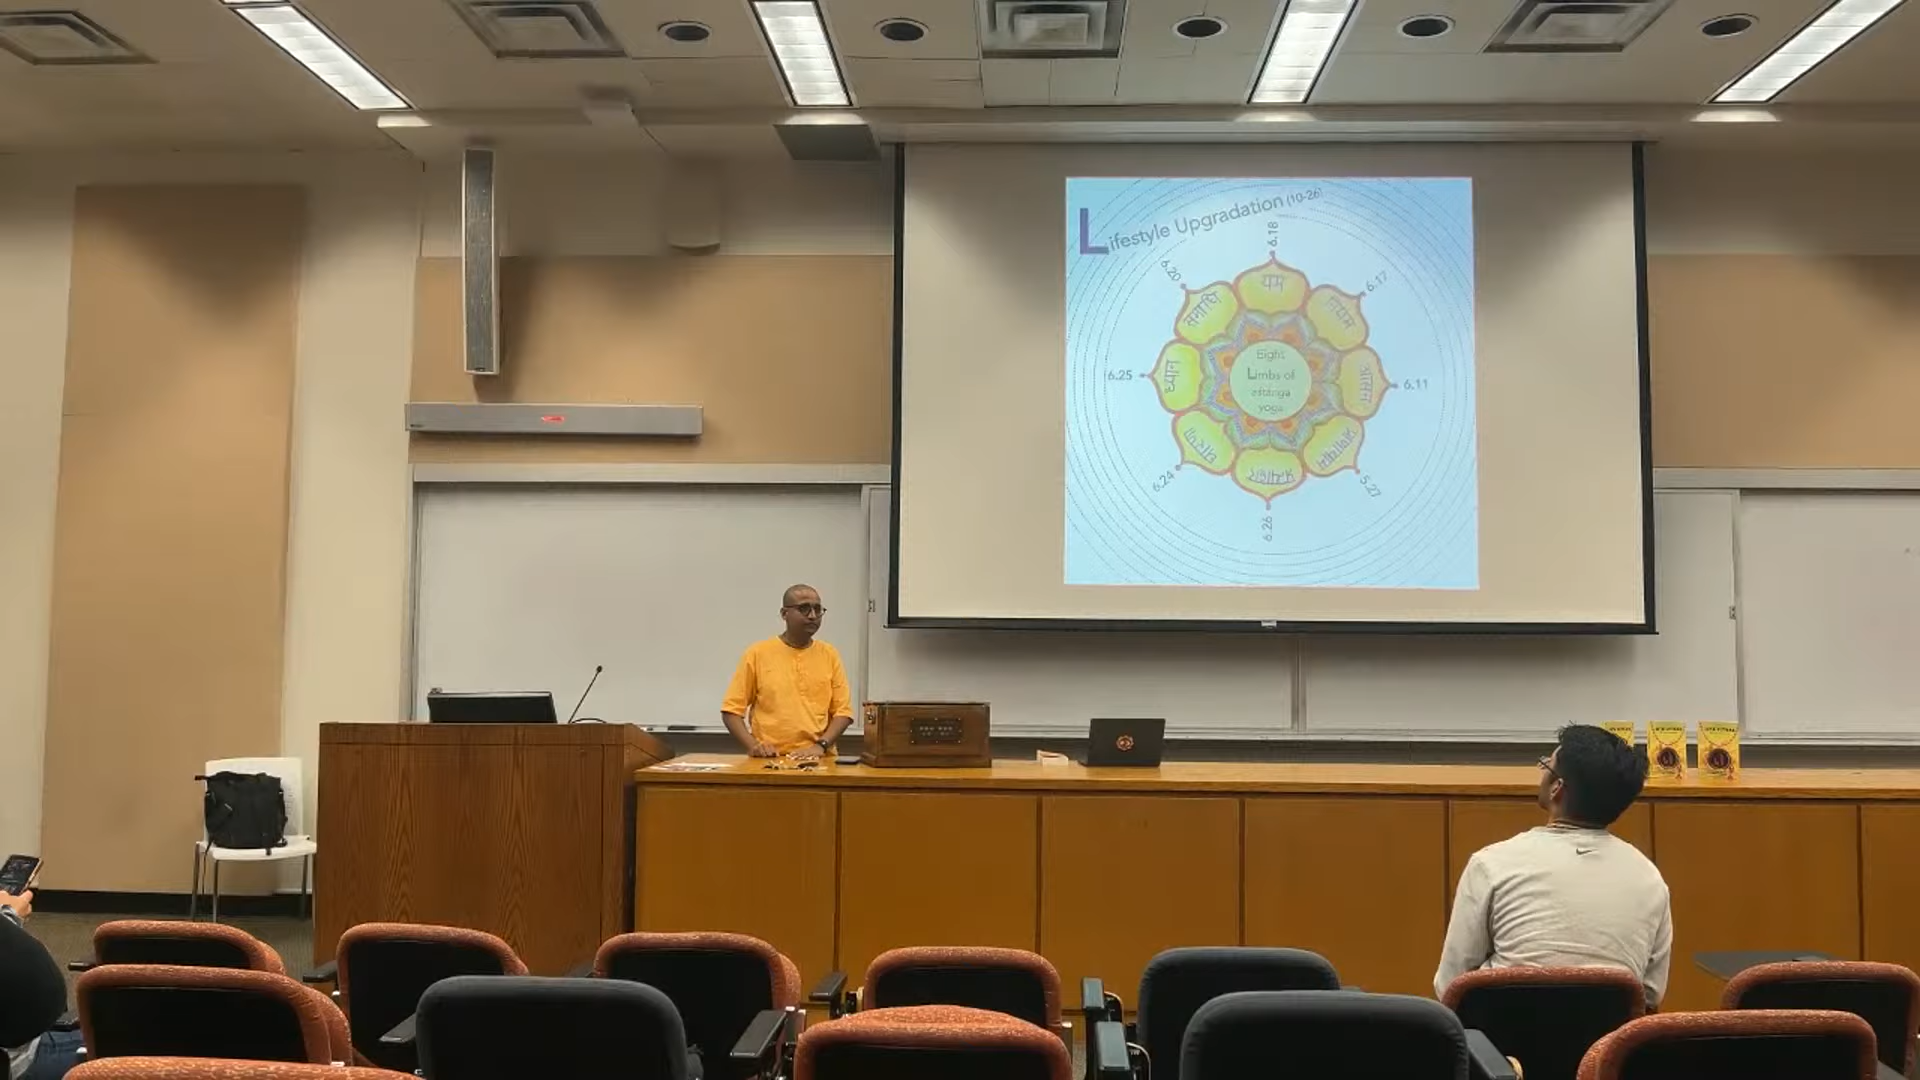 Lifestyle Upgradation (10-26)
6.18
यम
6.17
नियम
6.11
आसन
5.27
6.26
6.24
6.25
ध्यान
6.20
समाधि
Eight
Limbs of
yoga